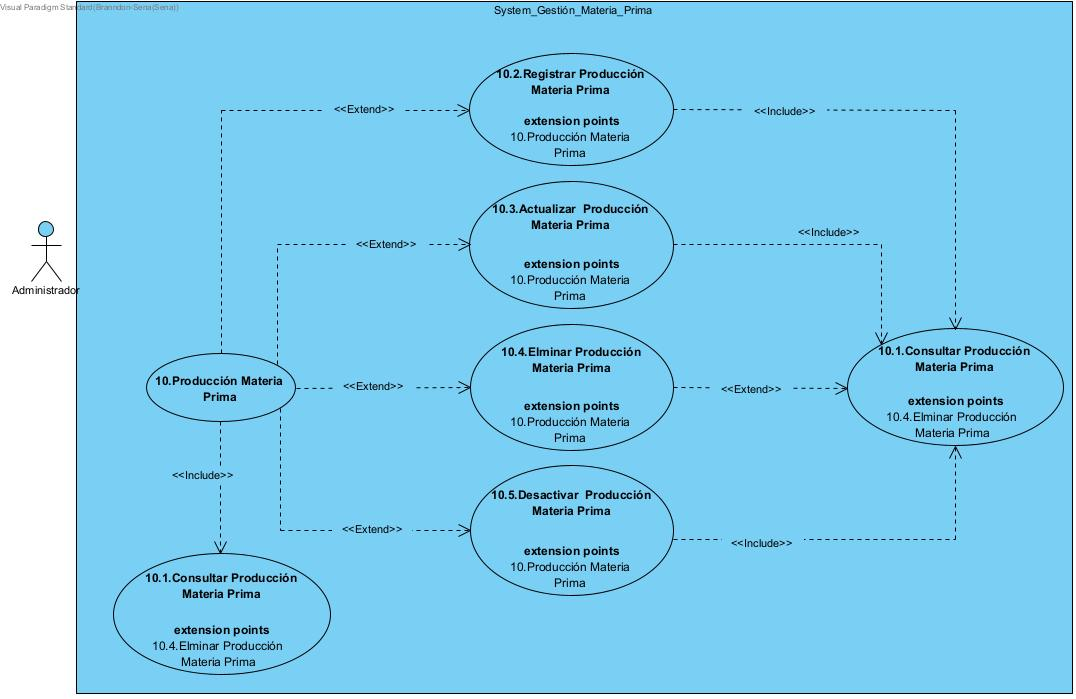 Visual Paradigm Standard(Branndon-Sena(Sena))
System_Gestión_Materia_Prima
10.2.Registrar Producción
Materia Prima
extension points
10.Producción Materia
Prima
<<Extend>>
<<Include>>
10.3.Actualizar  Producción
Materia Prima
extension points
10.Producción Materia
Prima
<<Extend>>
<<Include>>
Administrador
10.4.Elminar Producción
Materia Prima
extension points
10.Producción Materia
Prima
10.Producción Materia
Prima
<<Extend>>
<<Extend>>
10.1.Consultar Producción
Materia Prima
extension points
10.4.Elminar Producción
Materia Prima
<<Include>>
10.5.Desactivar  Producción
Materia Prima
extension points
10.Producción Materia
Prima
<<Extend>>
<<Include>>
10.1.Consultar Producción
Materia Prima
extension points
10.4.Elminar Producción
Materia Prima